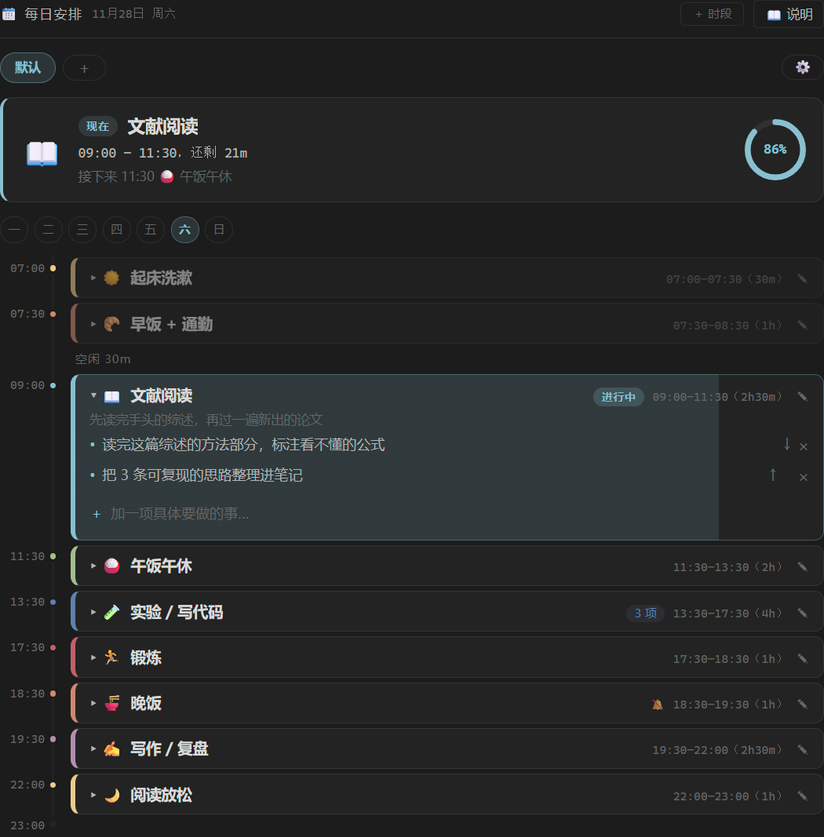 每日安排 11月28日 周六 + 时段 说明
默认 +
现在 文献阅读
09:00 – 11:30，还剩 21m
接下来 11:30 午饭午休
86%
一 二 三 四 五 六 日
07:00 起床洗漱 07:00–07:30 (30m)
07:30 早饭 + 通勤 07:30–08:30 (1h)
空闲 30m
09:00 文献阅读 进行中 09:00–11:30 (2h30m)
先读完手头的综述，再过一遍新出的论文
• 读完这篇综述的方法部分，标注看不懂的公式 ↓ ×
• 把 3 条可复现的思路整理进笔记 ↑ ×
+ 加一项具体要做的事…
11:30 午饭午休 11:30–13:30 (2h)
13:30 实验 / 写代码 3 项 13:30–17:30 (4h)
17:30 锻炼 17:30–18:30 (1h)
18:30 晚饭 18:30–19:30 (1h)
19:30 写作 / 复盘 19:30–22:00 (2h30m)
22:00 阅读放松 22:00–23:00 (1h)
23:00